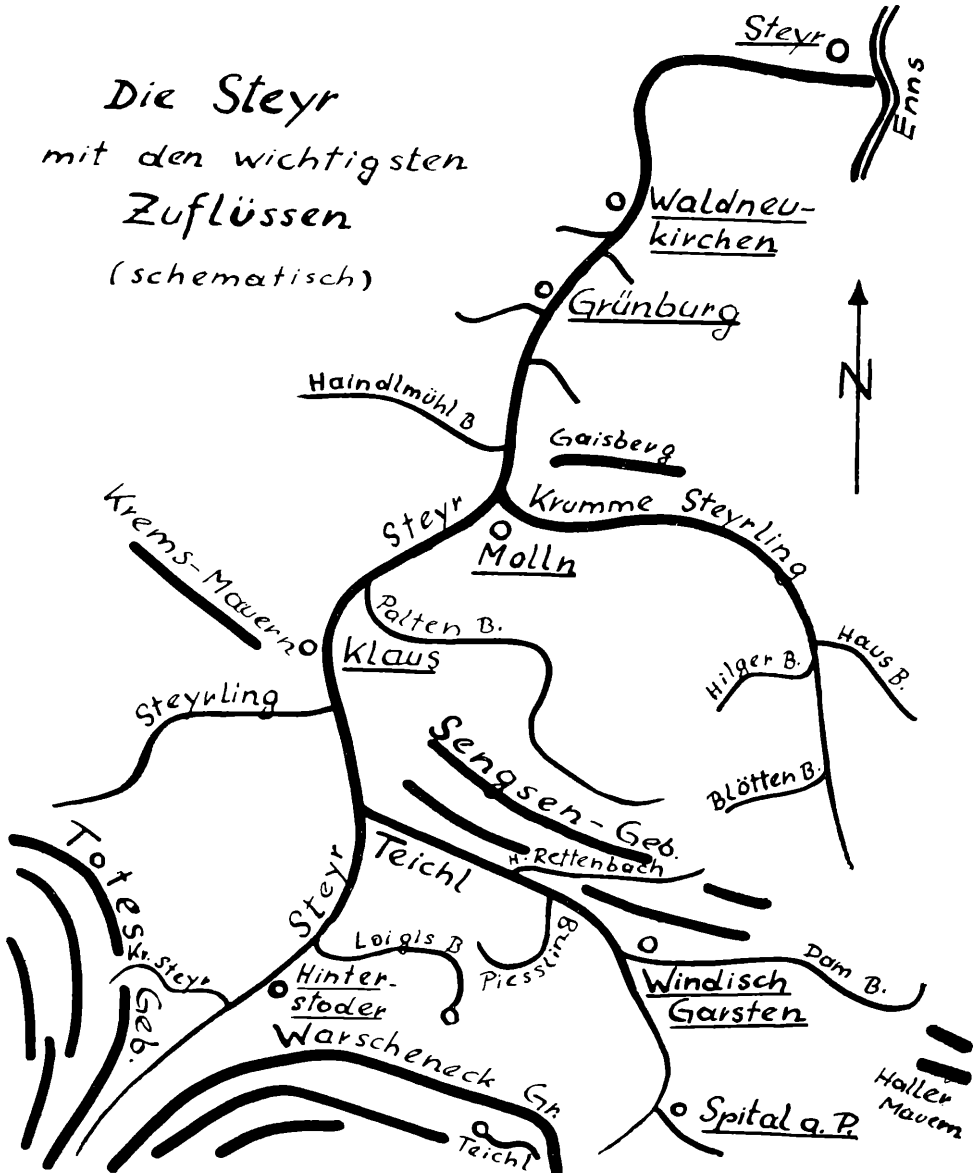 Die Steyr
mit den wichtigsten
Zuflüssen
(schematisch)
Steyr
Enns
Waldneu-
kirchen
Grünburg
Haindlmühl B
N
Gaisberg
Krumme Steyrling
Steyr
Molln
Krems-Mauern
Palten B.
Klaus
Hilger B.
Haus B.
Steyrling
Blötten B.
Sengsen-Geb.
Totes
Geb.
Teichl
H. Rettenbach
Steyr
Loigis B
Piessling
Bru
Kr. Steyr
Hinter-
stoder
Windisch
Garsten
Dam B.
Warscheneck Gr.
Haller
Mauern
Spital a. P.
Teichl